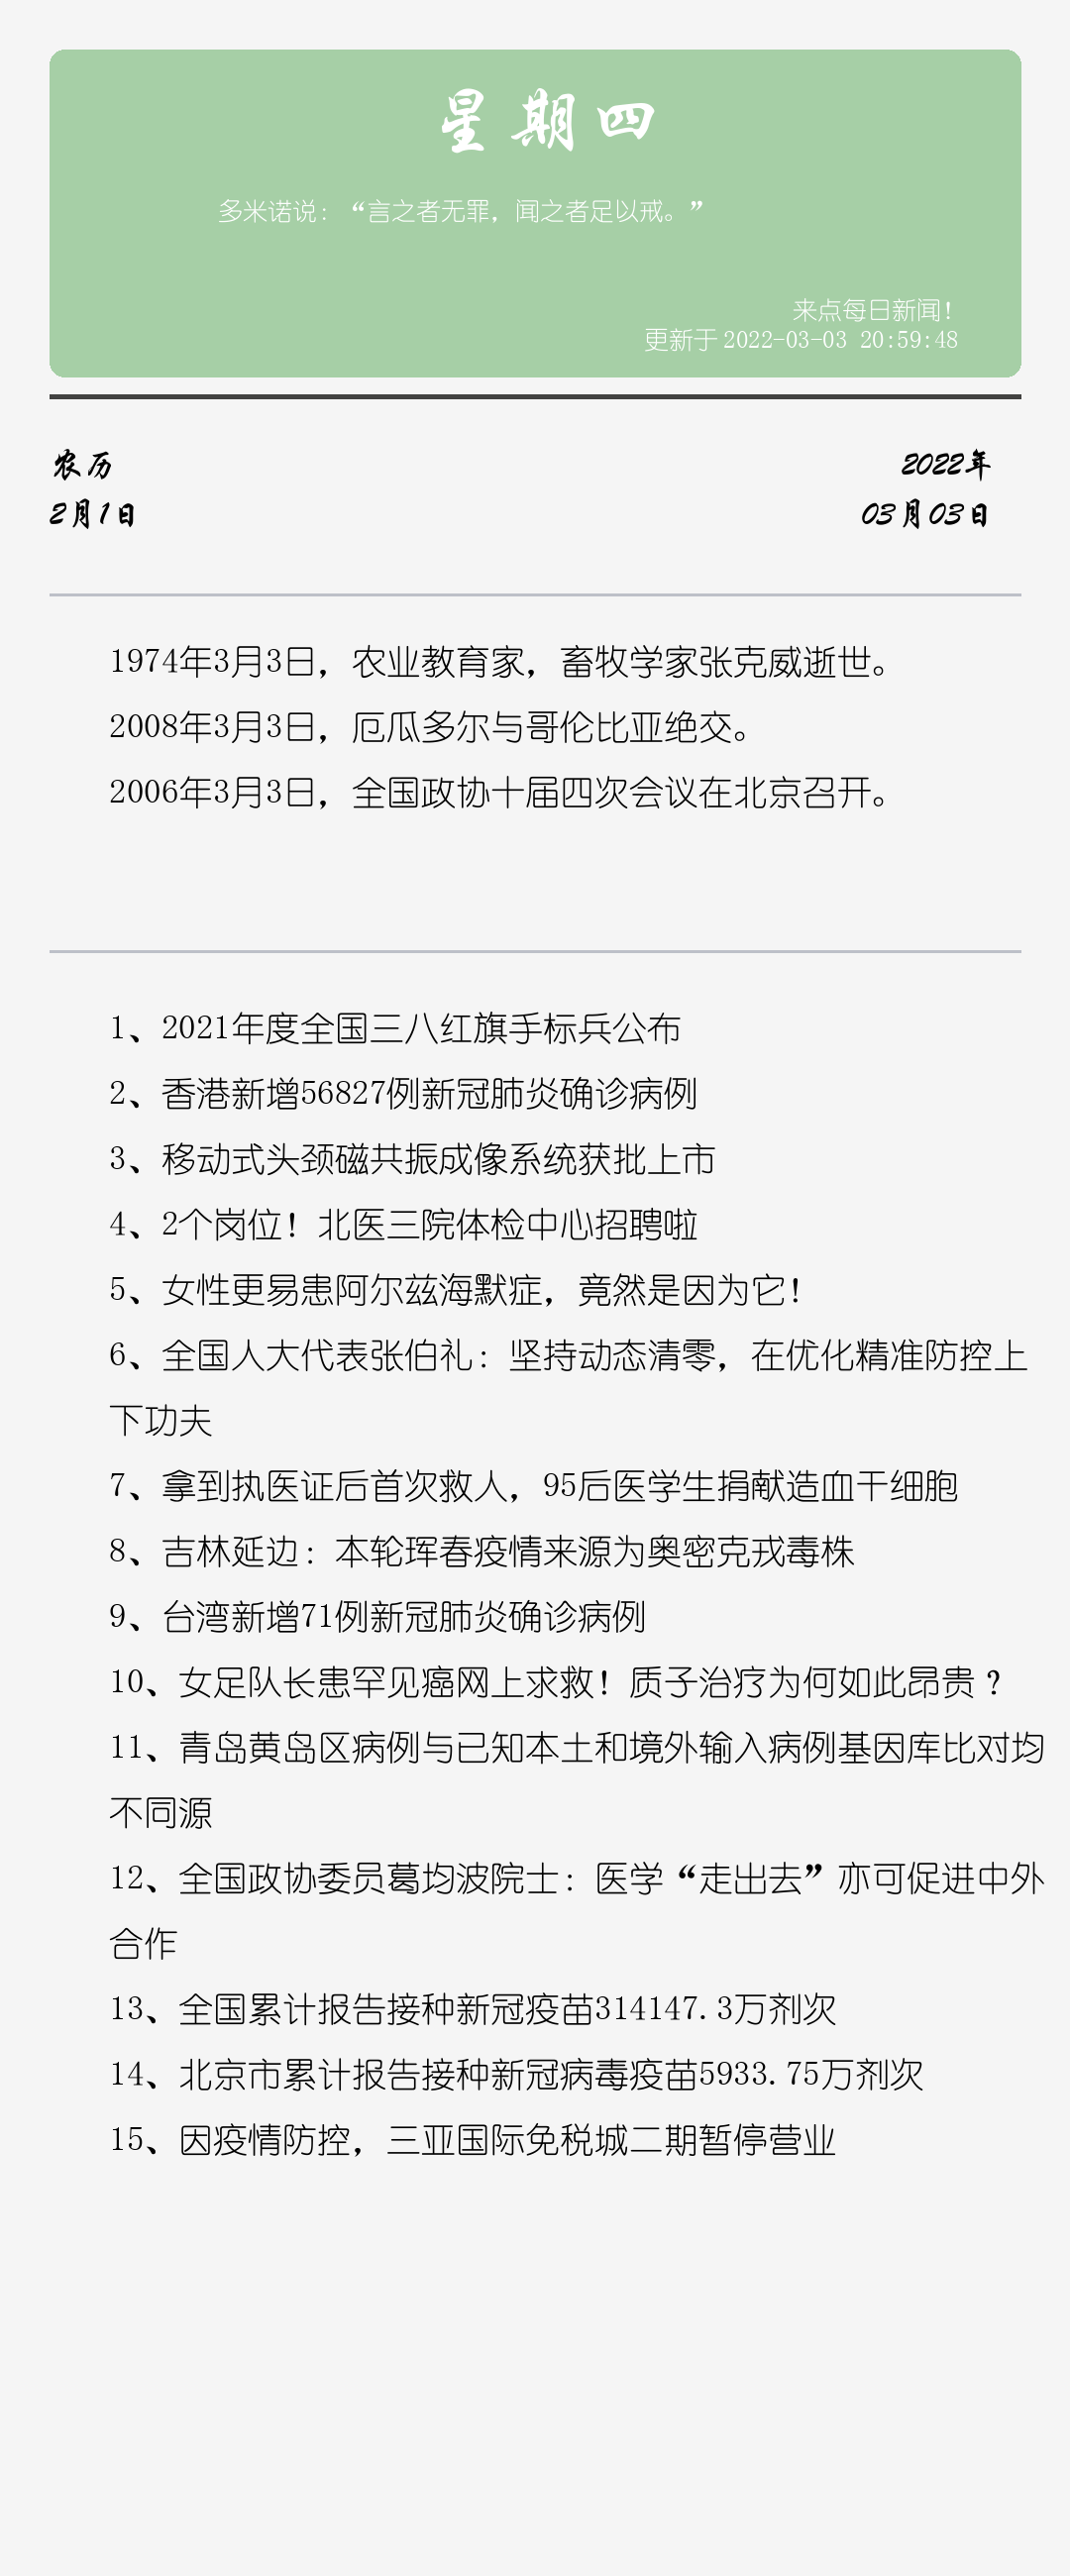 星期四
多米诺说：“言之者无罪，闻之者足以戒。”
来点每日新闻！
更新于 2022-03-03 20:59:48
农历
2022年
2月1日
03月03日
1974年3月3日，农业教育家，畜牧学家张克威逝世。
2008年3月3日，厄瓜多尔与哥伦比亚绝交。
2006年3月3日，全国政协十届四次会议在北京召开。
1、2021年度全国三八红旗手标兵公布
2、香港新增56827例新冠肺炎确诊病例
3、移动式头颈磁共振成像系统获批上市
4、2个岗位！北医三院体检中心招聘啦
5、女性更易患阿尔兹海默症，竟然是因为它！
6、全国人大代表张伯礼：坚持动态清零，在优化精准防控上
下功夫
7、拿到执医证后首次救人，95后医学生捐献造血干细胞
8、吉林延边：本轮珲春疫情来源为奥密克戎毒株
9、台湾新增71例新冠肺炎确诊病例
10、女足队长患罕见癌网上求救！质子治疗为何如此昂贵？
11、青岛黄岛区病例与已知本土和境外输入病例基因库比对均
不同源
12、全国政协委员葛均波院士：医学“走出去”亦可促进中外
合作
13、全国累计报告接种新冠疫苗314147.3万剂次
14、北京市累计报告接种新冠病毒疫苗5933.75万剂次
15、因疫情防控，三亚国际免税城二期暂停营业